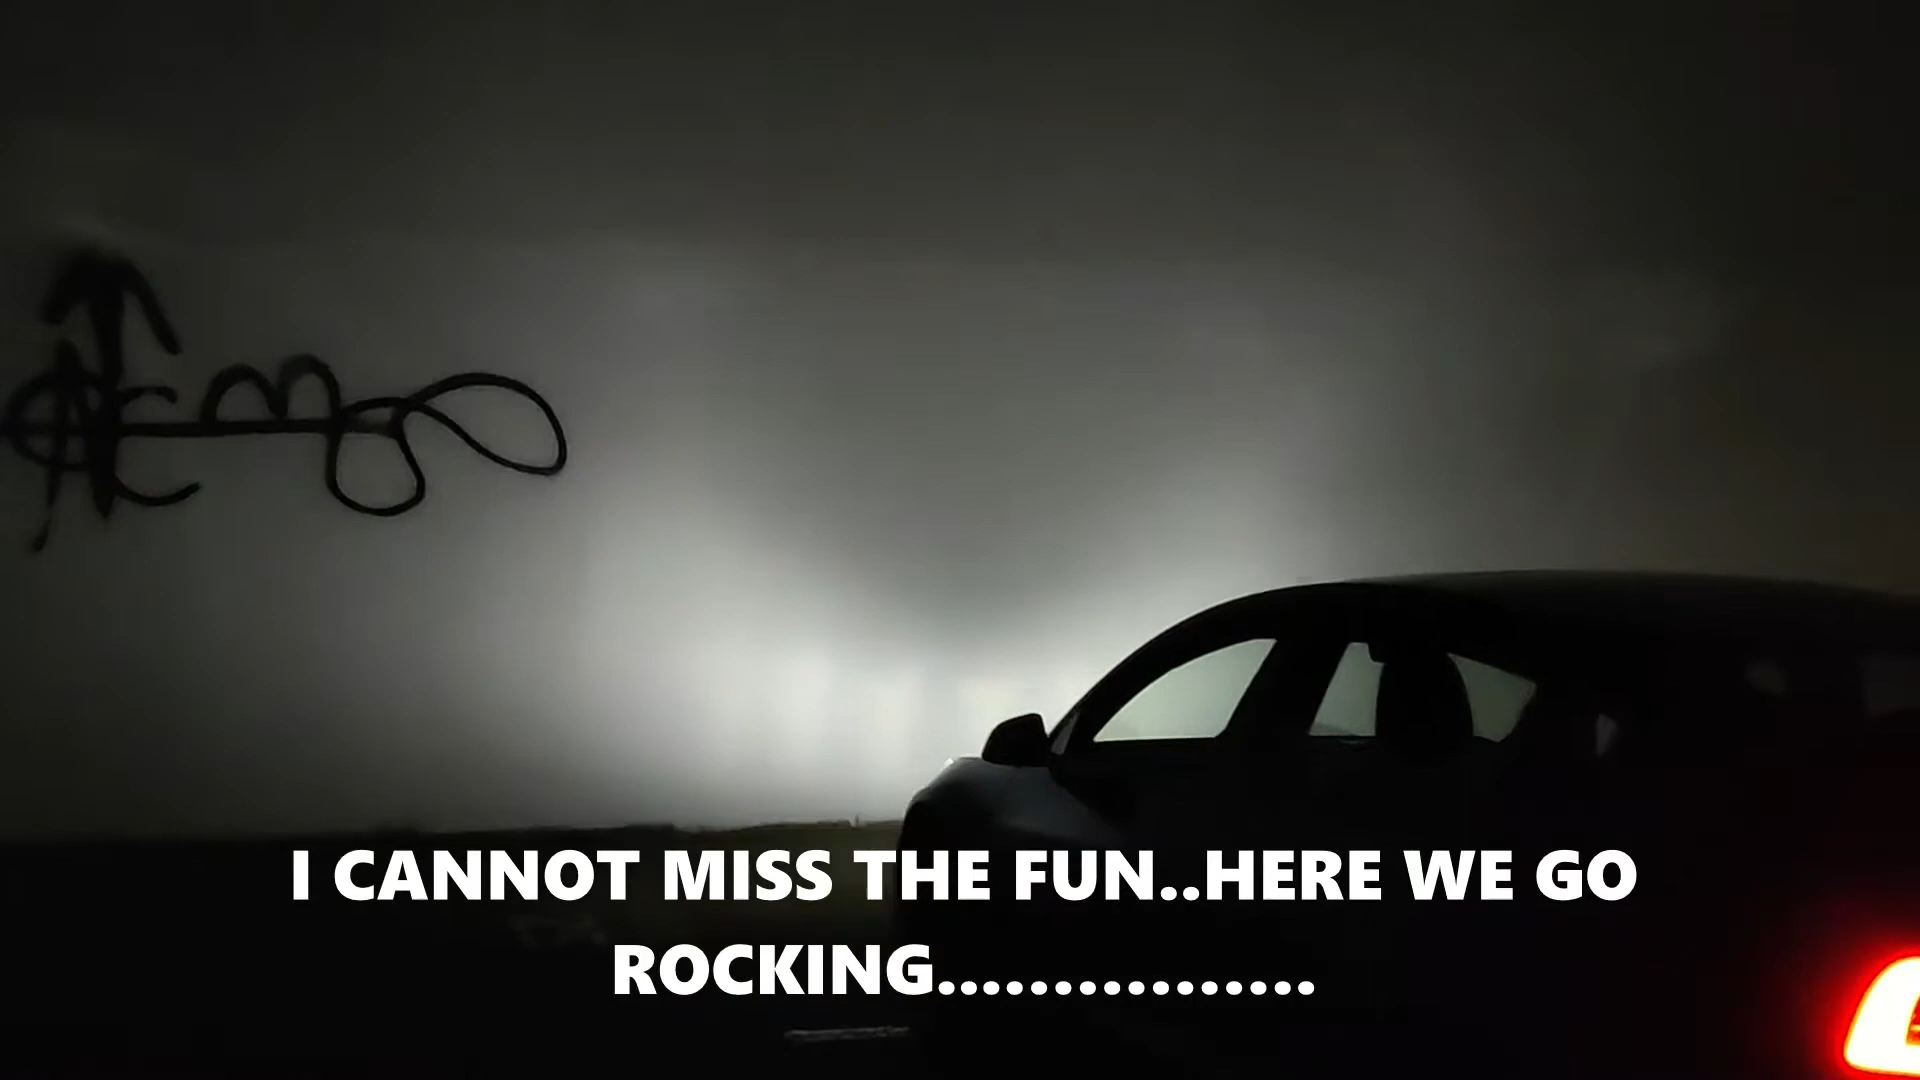 I CANNOT MISS THE FUN..HERE WE GO
ROCKING................